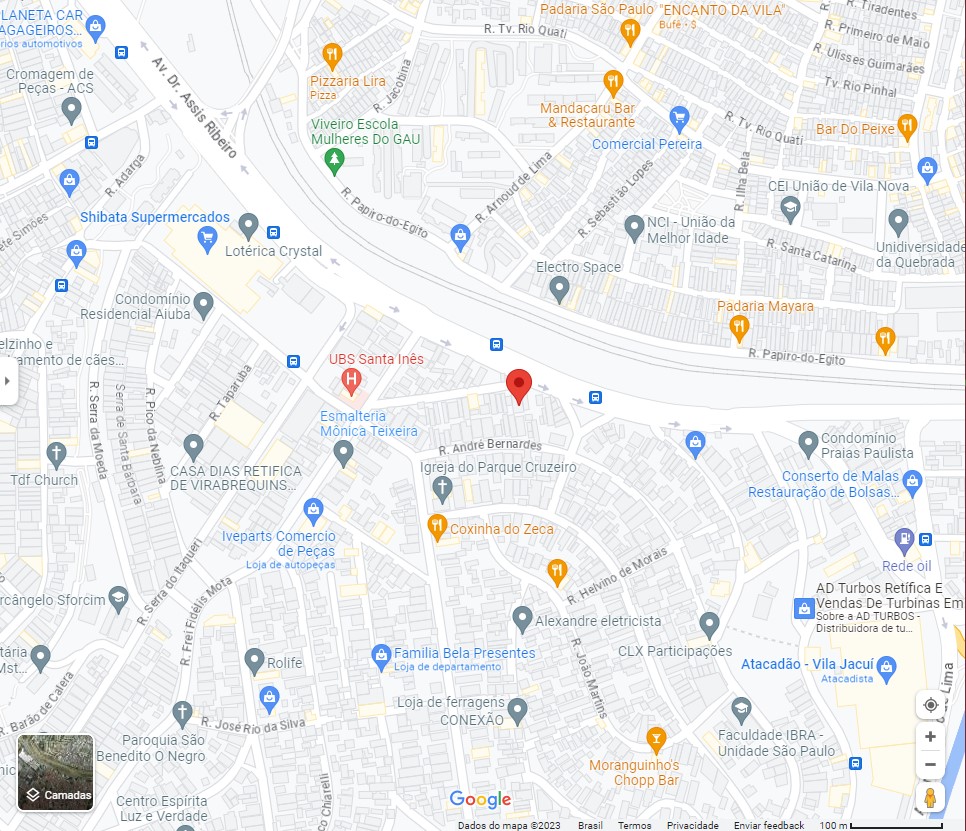 PLANETA CAR
AGAGEIROS...
rios automotivos
Cromagem de
Peças - ACS
Av. Dr. Assis Ribeiro
Pizzaria Lira
Pizza
R. Jacobina
Viveiro Escola
Mulheres Do GAU
R. Tv. Rio Quati
Padaria São Paulo
"ENCANTO DA VILA"
Bufê • $
R. Tiradentes
R. Primeiro de Maio
R. Ulisses Guimarães
Tv. Rio Pinhal
Mandacaru Bar
& Restaurante
Comercial Pereira
R. Tv. Rio Quati
Bar Do Peixe
R. Adarga
R. Papiro-do-Egito
R. Arnoud de Lima
R. Sebastião Lopes
R. Ilha Bela
CEI União de Vila Nova
Shibata Supermercados
Lotérica Crystal
ete Simões
NCI - União da
Melhor Idade
R. Santa Catarina
Unidiversidade
da Quebrada
Electro Space
Condomínio
Residencial Aiuba
Padaria Mayara
R. Papiro-do-Egito
elzinho e
ramento de cães...
UBS Santa Inês
R. Taparuba
R. Serra da Moeda
Serra de Santa Bárbara
R. Pico da Neblina
Esmalteria
Mônica Teixeira
R. André Bernardes
Igreja do Parque Cruzeiro
Condomínio
Praias Paulista
Tdf Church
CASA DIAS RETIFICA
DE VIRABREQUINS...
Conserto de Malas
Restauração de Bolsas...
Coxinha do Zeca
Iveparts Comercio
de Peças
Loja de autopeças
Rede oil
R. Serra do Itaqueri
R. Helvino de Morais
R. Frei Fidélis Mota
rcângelo Sforcim
AD Turbos Retífica E
Vendas De Turbinas Em
Sobre a AD TURBOS -
Distribuidora de tu...
Alexandre eletricista
CLX Participações
tária
Mst...
Rolife
Familia Bela Presentes
Loja de departamento
R. João Martins
Atacadão - Vila Jacuí
Atacadista
Lima
R. Barão de Calera
Loja de ferragens
CONEXÃO
R. José Rio da Silva
Paroquia São
Benedito O Negro
Faculdade IBRA -
Unidade São Paulo
Moranguinho's
Chopp Bar
Camadas
Centro Espírita
Luz e Verdade
Chiarelli
Google
Dados do mapa ©2023 Brasil Termos Privacidade Enviar feedback 100 m